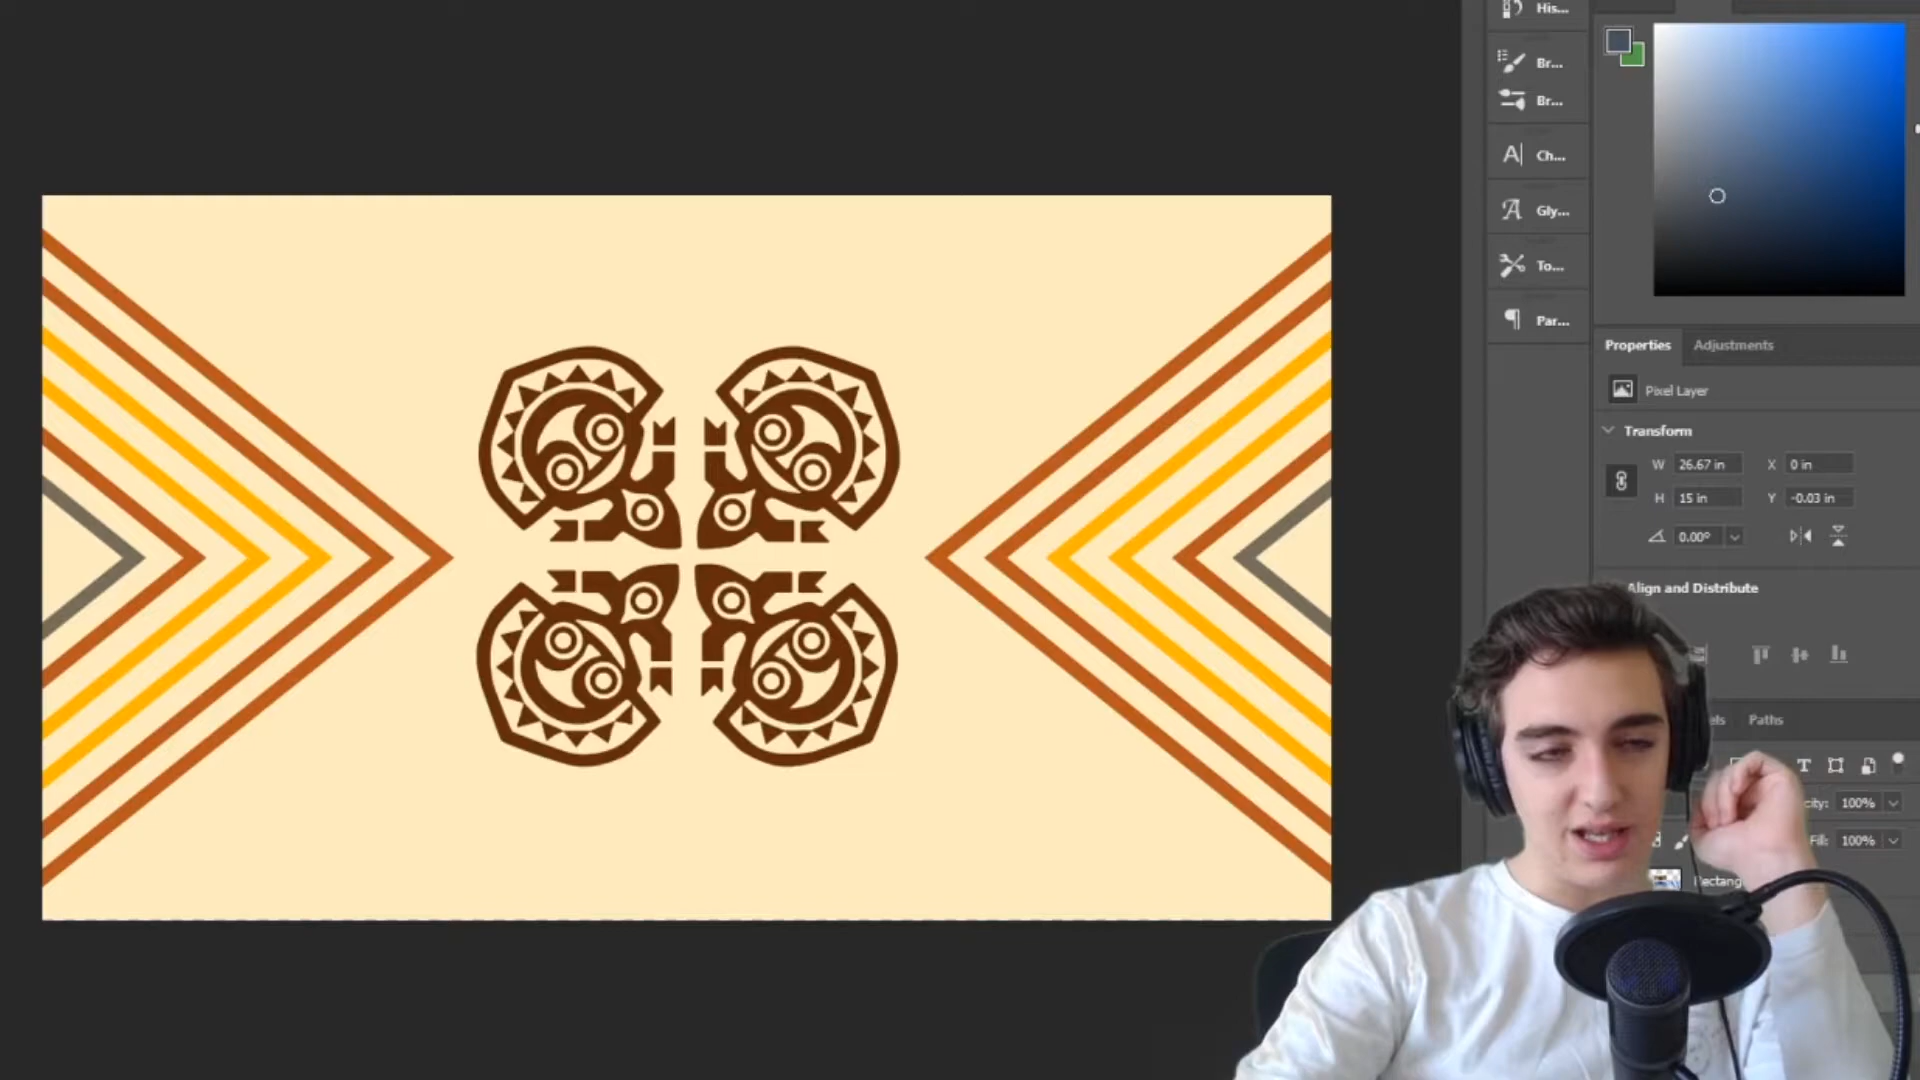 His...
Br...
Br...
A| Ch...
A Gly...
To...
¶ Par...
Properties Adjustments
Pixel Layer
Transform
W 26.67 in X 0 in
H 15 in Y -0.03 in
0.00°
Align and Distribute
Paths
T
100%
Fill: 100%